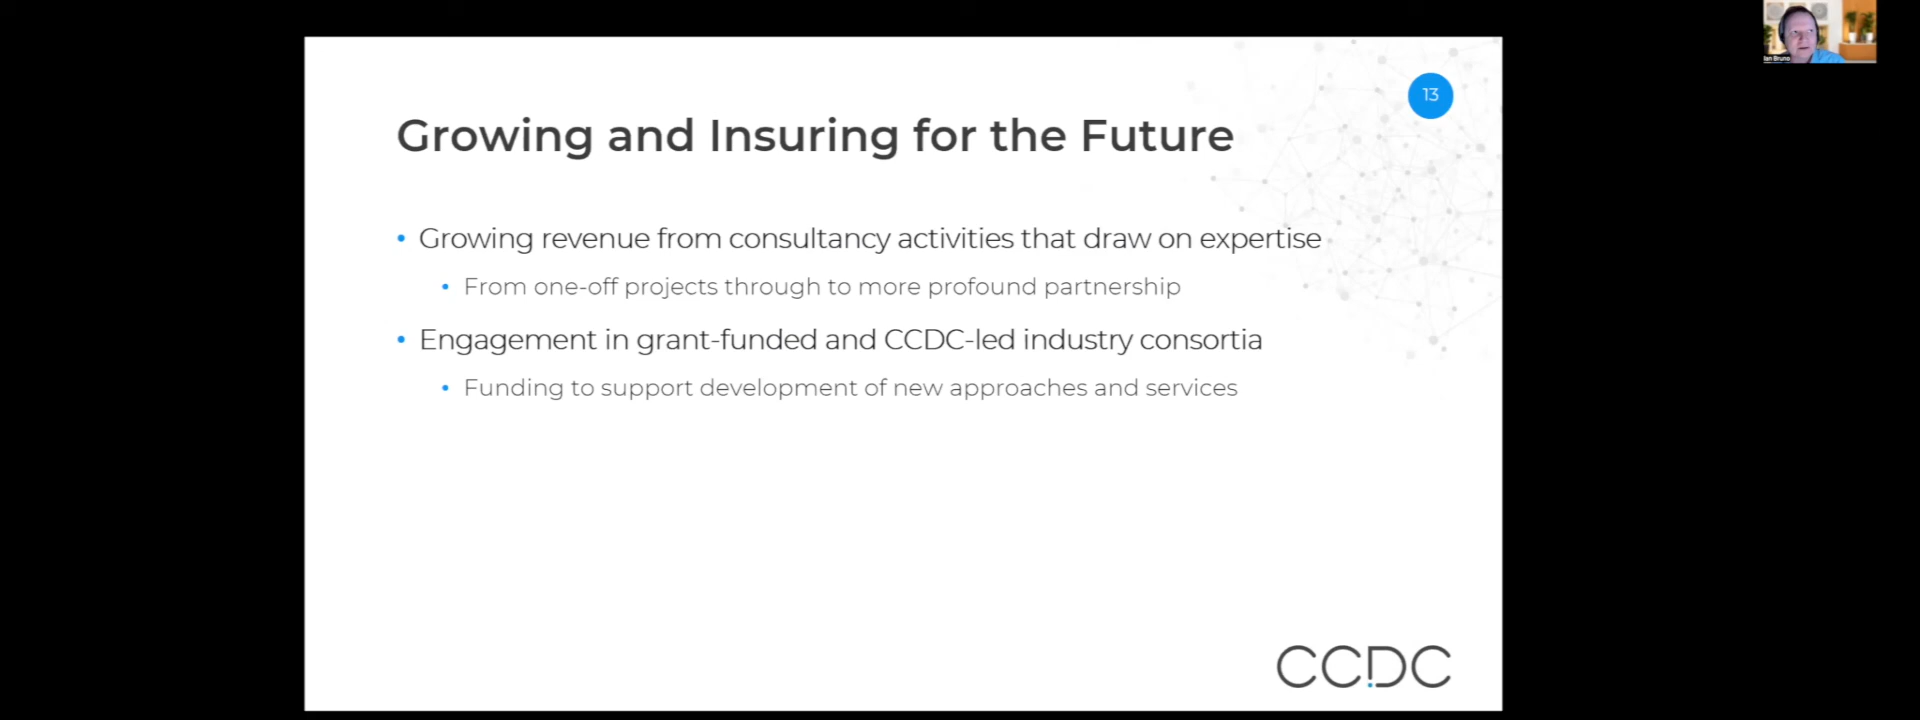 Ian Bruno
13
Growing and Insuring for the Future
• Growing revenue from consultancy activities that draw on expertise
• From one-off projects through to more profound partnership
• Engagement in grant-funded and CCDC-led industry consortia
• Funding to support development of new approaches and services
CCDC